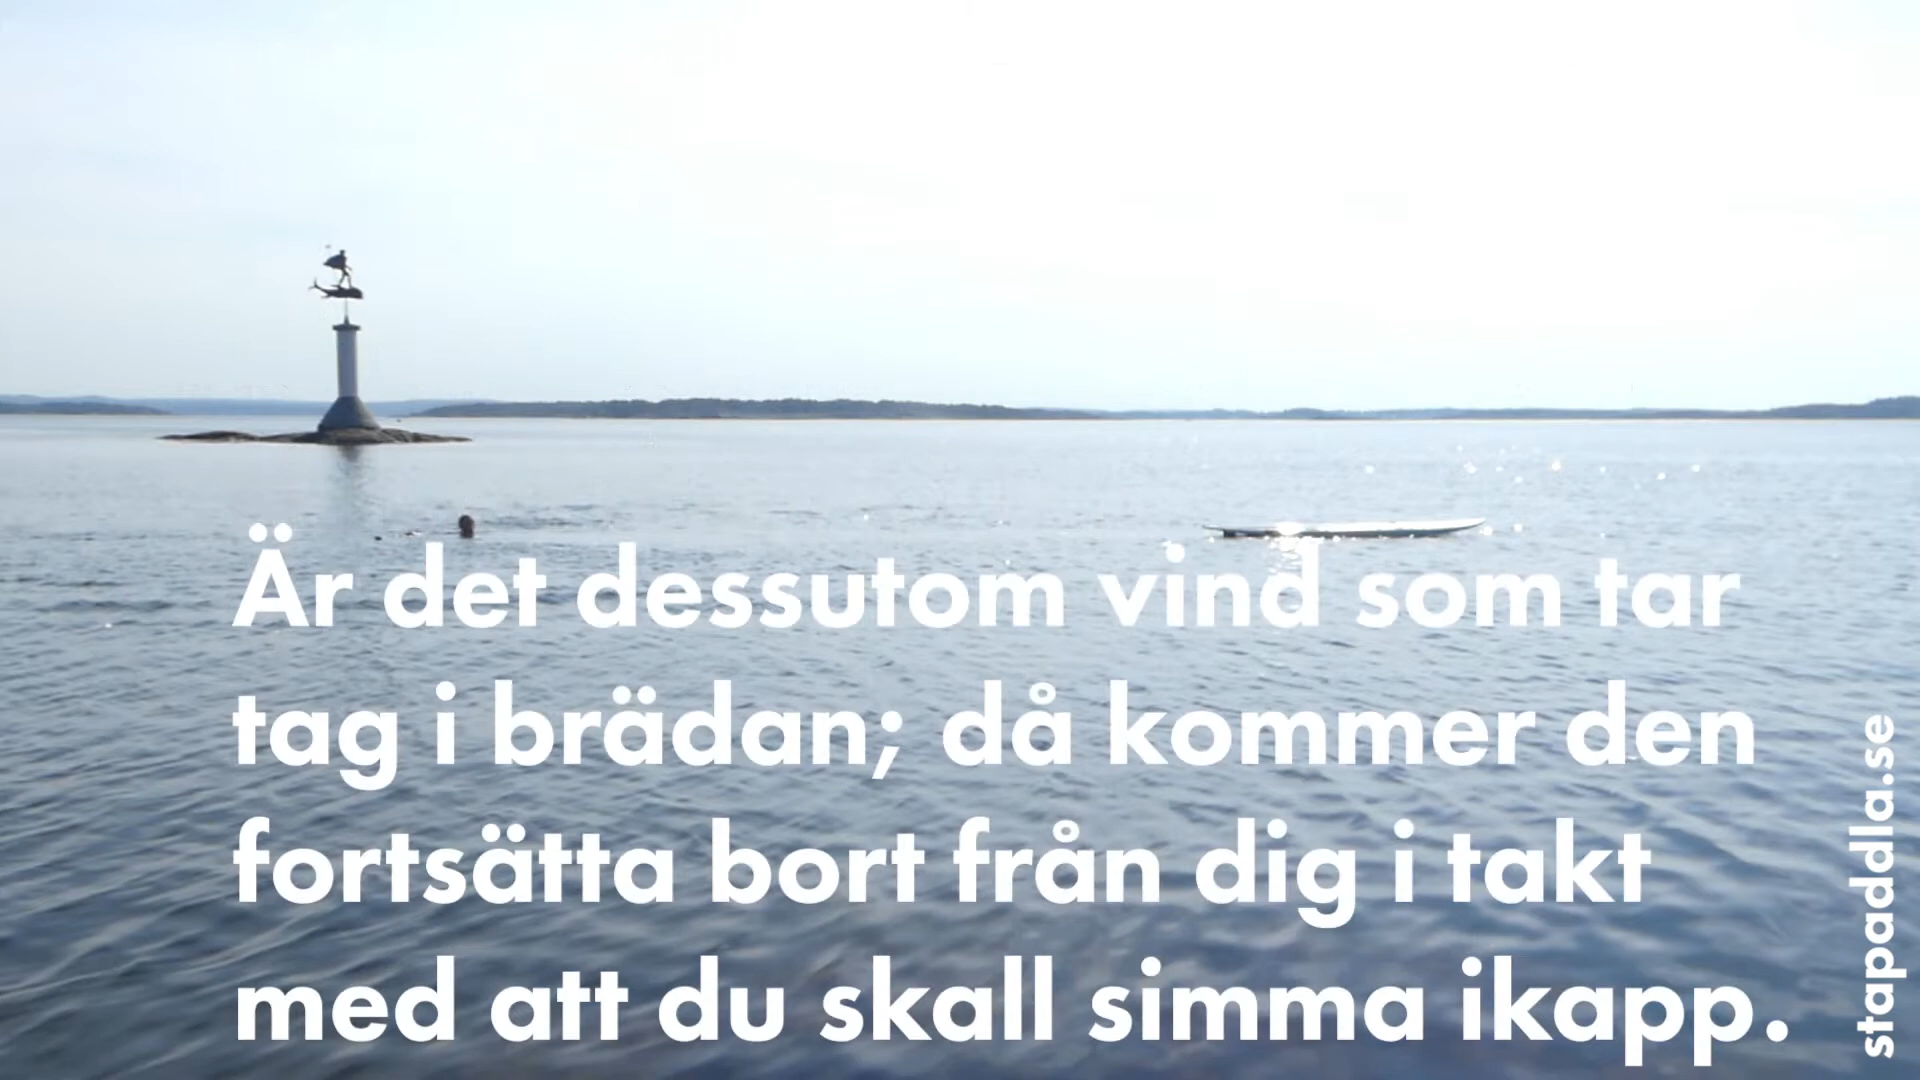 Är det dessutom vind som tar
tag i brädan; då kommer den
fortsätta bort från dig i takt
med att du skall simma ikapp.
stapaddla.se